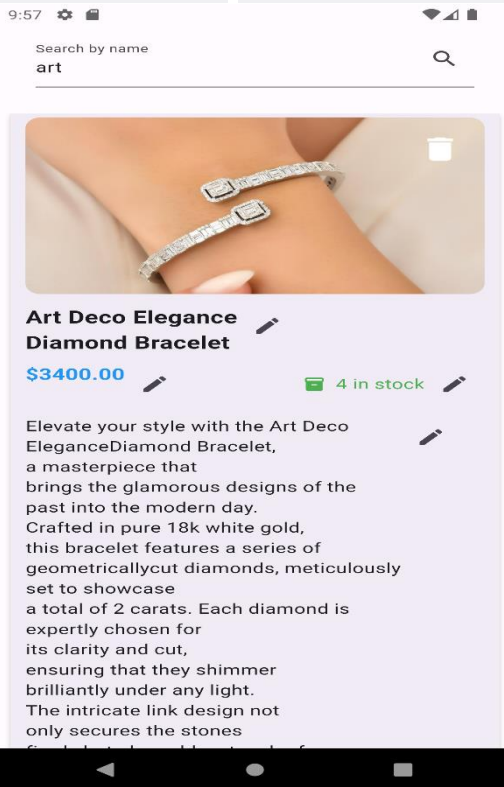 9:57
Search by name
art
Art Deco Elegance
Diamond Bracelet
$3400.00
4 in stock
Elevate your style with the Art Deco
EleganceDiamond Bracelet,
a masterpiece that
brings the glamorous designs of the
past into the modern day.
Crafted in pure 18k white gold,
this bracelet features a series of
geometricallycut diamonds, meticulously
set to showcase
a total of 2 carats. Each diamond is
expertly chosen for
its clarity and cut,
ensuring that they shimmer
brilliantly under any light.
The intricate link design not
only secures the stones